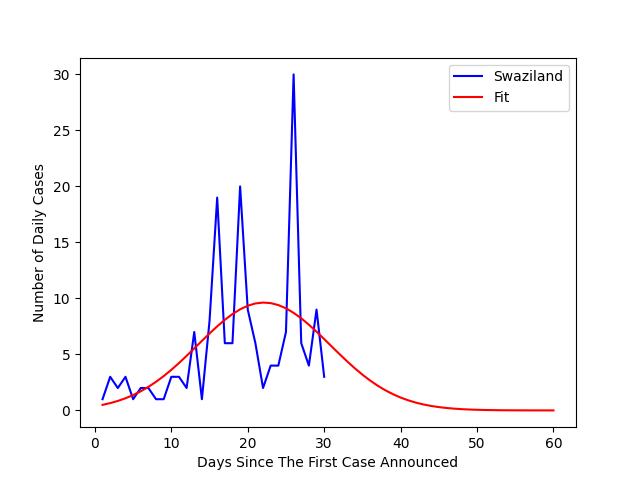 Swaziland
Fit
30
25
20
15
10
5
0
Number of Daily Cases
0 10 20 30 40 50 60
Days Since The First Case Announced